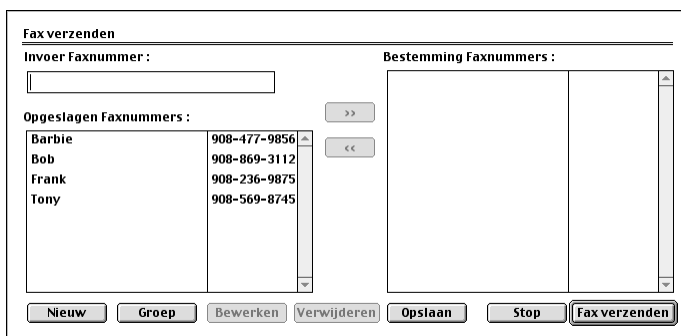 Fax verzenden
Invoer Faxnummer :
Bestemming Faxnummers :
>>
Opgeslagen Faxnummers :
<<
Barbie 908-477-9856
Bob 908-869-3112
Frank 908-236-9875
Tony 908-569-8745
Nieuw Groep Bewerken Verwijderen Opslaan Stop Fax verzenden